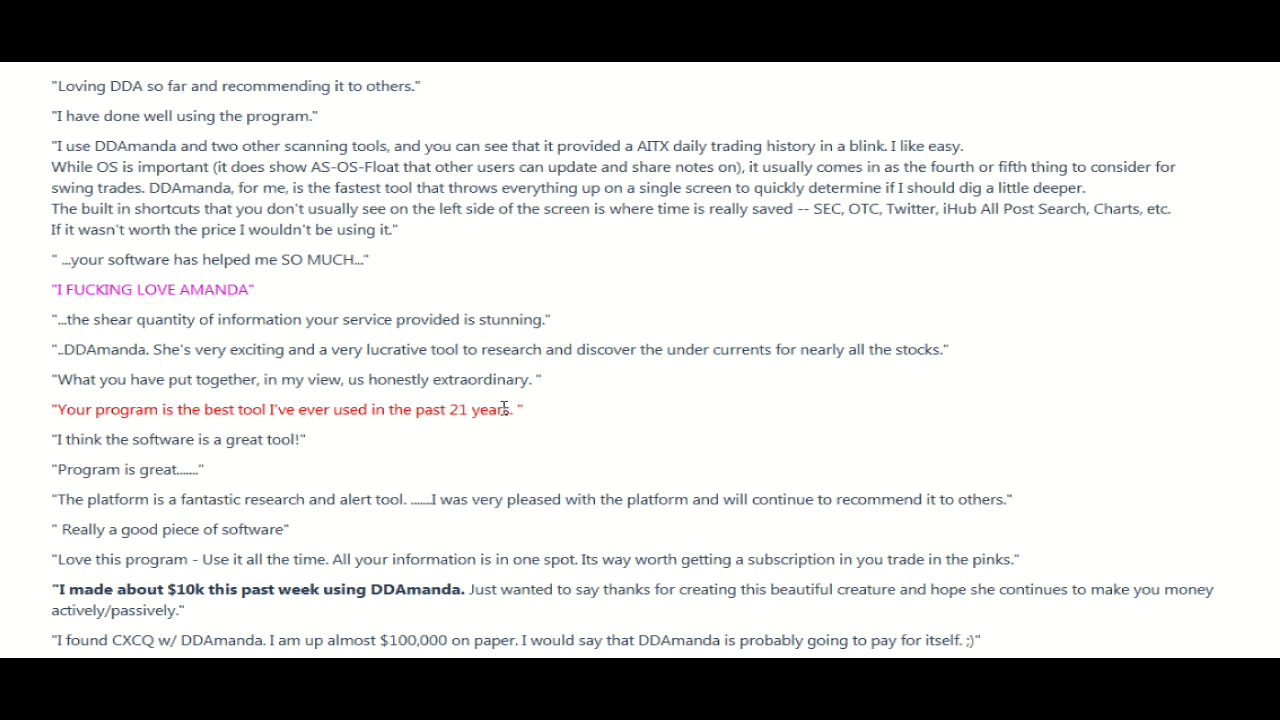 "Loving DDA so far and recommending it to others."
"I have done well using the program."
"I use DDAmanda and two other scanning tools, and you can see that it provided a AITX daily trading history in a blink. I like easy.
While OS is important (it does show AS-OS-Float that other users can update and share notes on), it usually comes in as the fourth or fifth thing to consider for
swing trades. DDAmanda, for me, is the fastest tool that throws everything up on a single screen to quickly determine if I should dig a little deeper.
The built in shortcuts that you don't usually see on the left side of the screen is where time is really saved -- SEC, OTC, Twitter, iHub All Post Search, Charts, etc.
If it wasn't worth the price I wouldn't be using it."
" ...your software has helped me SO MUCH..."
"I FUCKING LOVE AMANDA"
"...the shear quantity of information your service provided is stunning."
"..DDAmanda. She's very exciting and a very lucrative tool to research and discover the under currents for nearly all the stocks."
"What you have put together, in my view, us honestly extraordinary. "
"Your program is the best tool I've ever used in the past 21 years. "
"I think the software is a great tool!"
"Program is great......."
"The platform is a fantastic research and alert tool. .......I was very pleased with the platform and will continue to recommend it to others."
" Really a good piece of software"
"Love this program - Use it all the time. All your information is in one spot. Its way worth getting a subscription in you trade in the pinks."
"I made about $10k this past week using DDAmanda. Just wanted to say thanks for creating this beautiful creature and hope she continues to make you money
actively/passively."
"I found CXCQ w/ DDAmanda. I am up almost $100,000 on paper. I would say that DDAmanda is probably going to pay for itself. ;)"